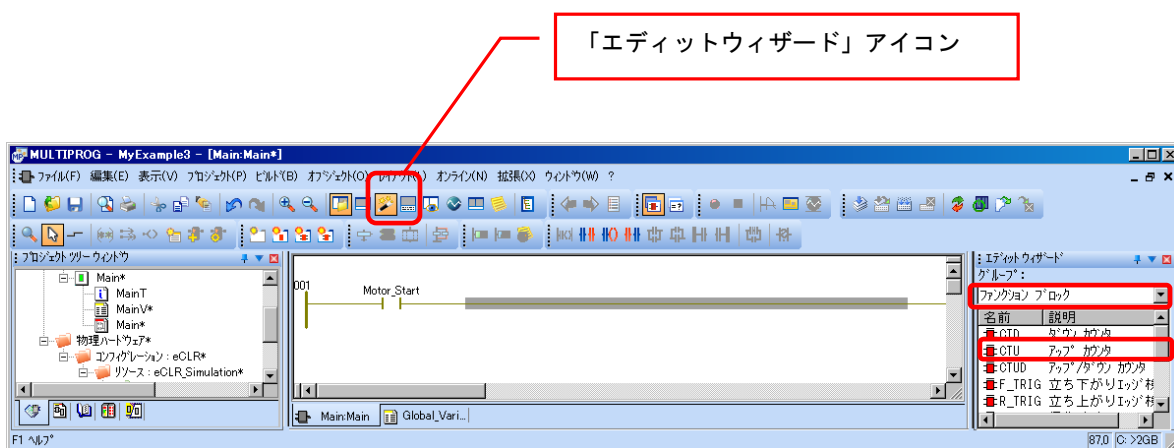 「エディットウィザード」アイコン
MULTIPROG - MyExample3 - [Main:Main*]
ファイル(F) 編集(E) 表示(V) プロジェクト(P) ビルド(B) オブジェクト(O) レイアウト(L) オンライン(N) 拡張(X) ウィンドウ(W) ?
プロジェクト ツリー ウィンドウ
Main*
MainT
MainV*
Main*
物理ハードウェア*
コンフィグレーション : eCLR*
リソース : eCLR_Simulation*
001
Motor_Start
Main:Main
Global_Vari...
エディット ウィザード
グループ :
ファンクション ブロック
名前 説明
CTD ダウン カウンタ
CTU アップ カウンタ
CTUD アップ/ダウン カウンタ
F_TRIG 立ち下がりエッジ検
R_TRIG 立ち上がりエッジ検
F1 ヘルプ
87,0 C: >2GB